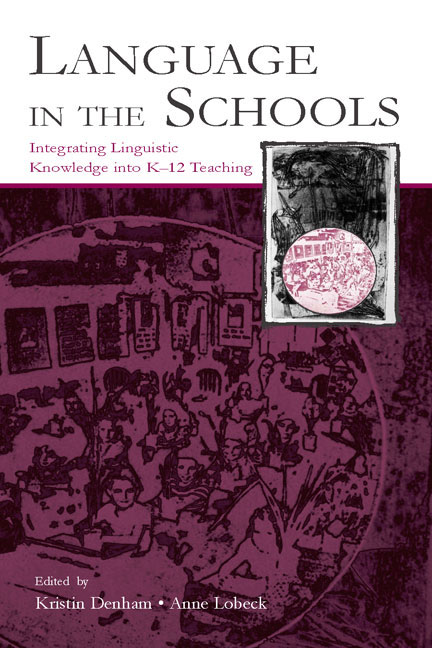 LANGUAGE
IN THE SCHOOLS
Integrating Linguistic
Knowledge into K–12 Teaching
Edited by
Kristin Denham • Anne Lobeck